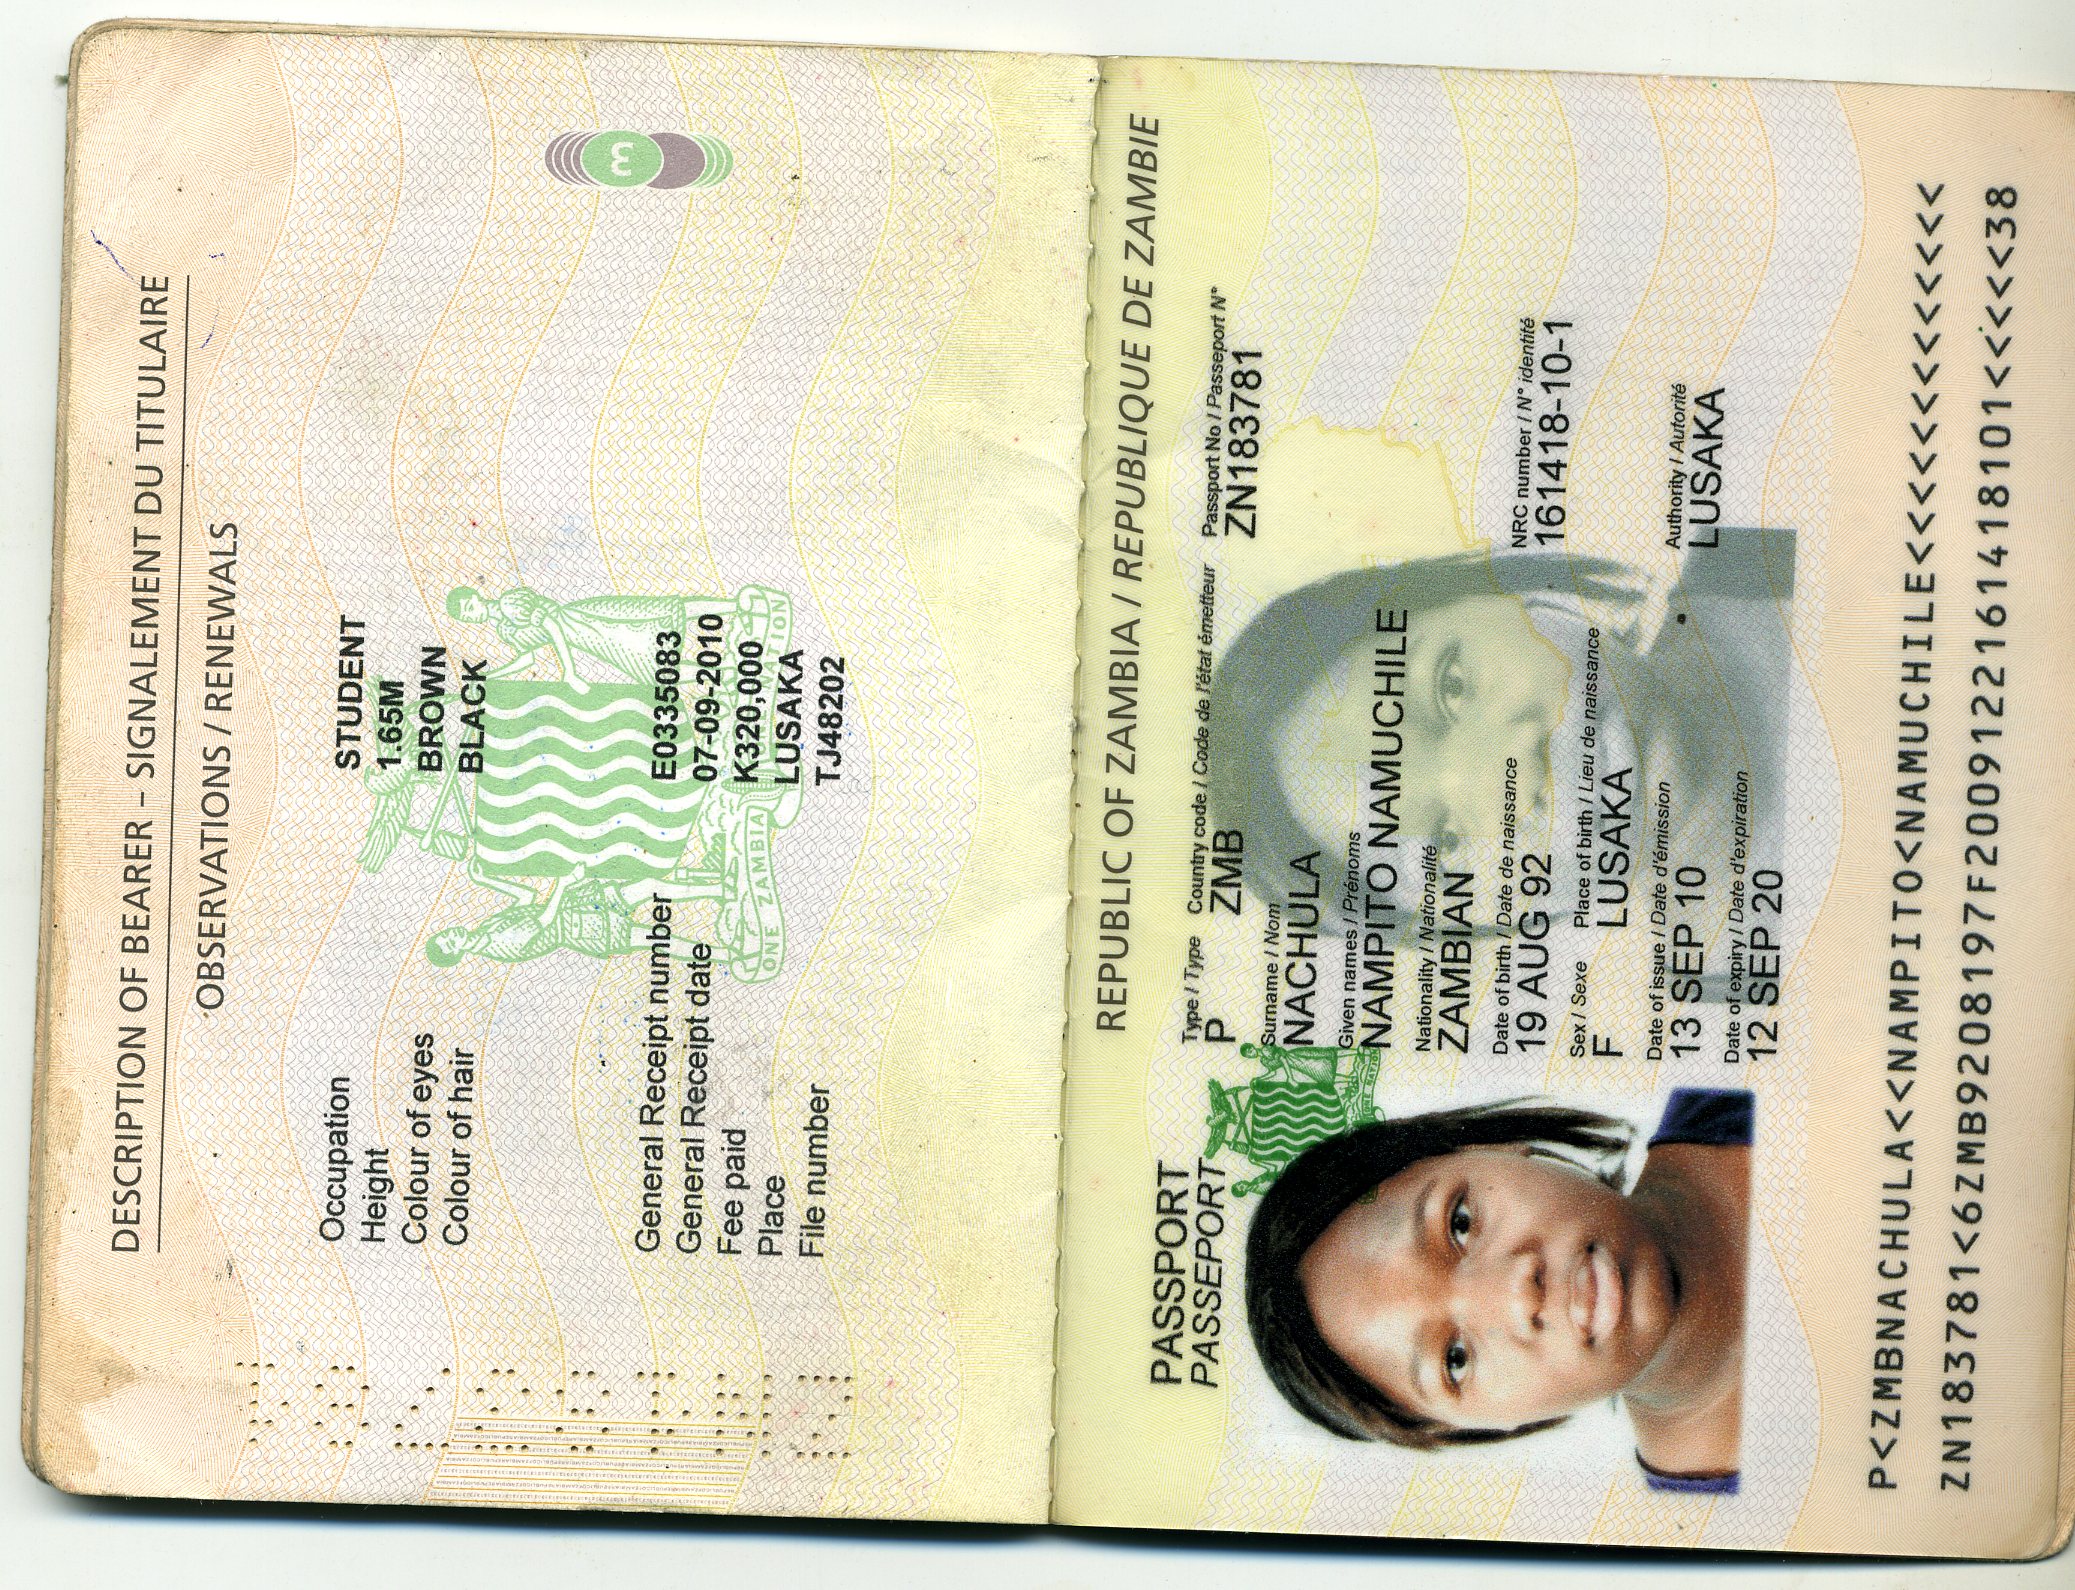 DESCRIPTION OF BEARER – SIGNALEMENT DU TITULAIRE
OBSERVATIONS / RENEWALS
Occupation STUDENT
Height 1.65M
Colour of eyes BROWN
Colour of hair BLACK
General Receipt number E0335083
General Receipt date 07-09-2010
Fee paid K320,000
Place LUSAKA
File number TJ48202
ONE ZAMBIA ONE NATION
3
REPUBLIC OF ZAMBIA / REPUBLIQUE DE ZAMBIE
PASSPORT
PASSEPORT
Type / Type Country code / Code de l'état émetteur Passport No / Passeport N°
P ZMB ZN183781
Surname / Nom
NACHULA
Given names / Prénoms
NAMPITO NAMUCHILE
Nationality / Nationalité
ZAMBIAN
Date of birth / Date de naissance NRC number / N° identité
19 AUG 92 161418-10-1
Sex / Sexe Place of birth / Lieu de naissance
F LUSAKA
Date of issue / Date d'émission Authority / Autorité
13 SEP 10 LUSAKA
Date of expiry / Date d'expiration
12 SEP 20
P<ZMBNACHULA<<NAMPITO<NAMUCHILE<<<<<<<<<<<<<
ZN183781<6ZMB9208197F2009122161418101<<<<<38